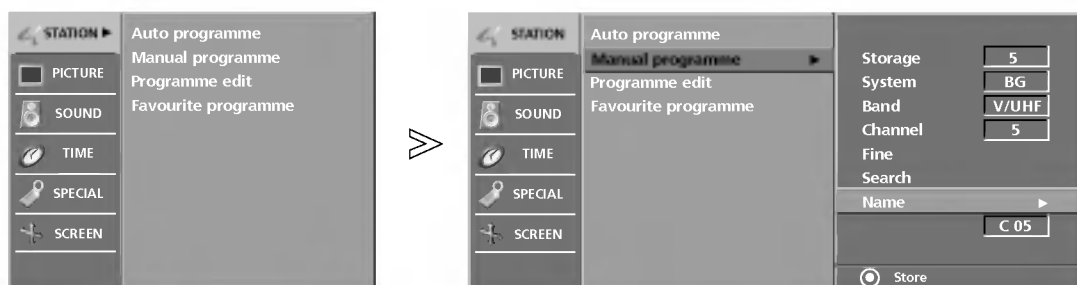 STATION
PICTURE
SOUND
TIME
SPECIAL
SCREEN
Auto programme
Manual programme
Programme edit
Favourite programme
STATION
PICTURE
SOUND
TIME
SPECIAL
SCREEN
Auto programme
Manual programme
Programme edit
Favourite programme
Storage 5
System BG
Band V/UHF
Channel 5
Fine
Search
Name
C 05
Store